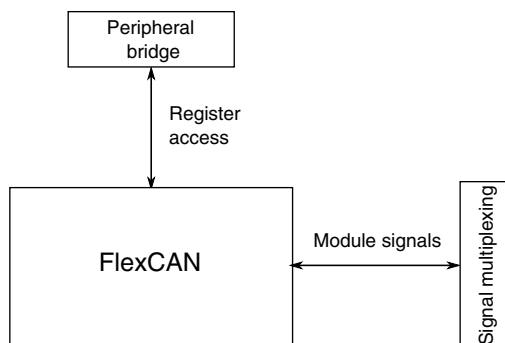 Peripheral
bridge
Register
access
FlexCAN
Module signals
Signal multiplexing